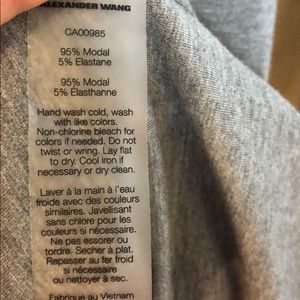 ALEXANDER WANG
CA00985
95% Modal
5% Elastane
95% Modal
5% Elasthanne
Hand wash cold, wash
with like colors.
Non-chlorine bleach for
colors if needed. Do not
twist or wring. Lay flat
to dry. Cool iron if
necessary or dry clean.
Laver à la main à l'eau
froide avec des couleurs
similaires. Javellisant
sans chlore pour les
couleurs si nécessaire.
Ne pas essorer ou
tordre. Secher à plat.
Repasser au fer froid
si nécessaire
ou nettoyer à sec.
Fabrique au Vietnam